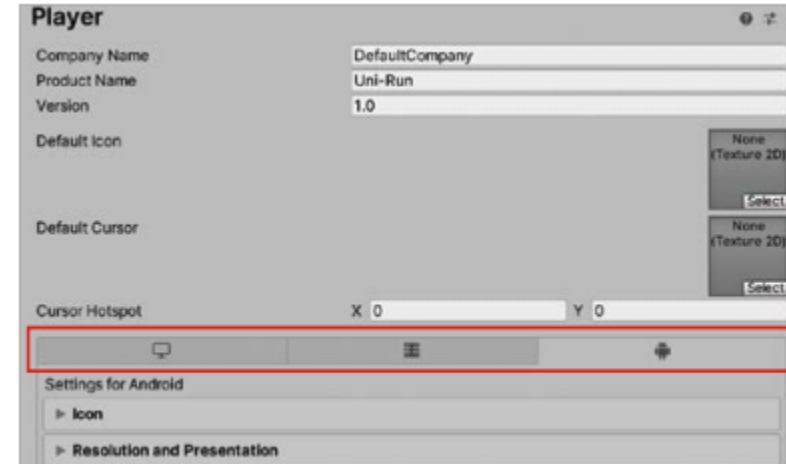 Player
Company Name DefaultCompany
Product Name Uni-Run
Version 1.0
Default Icon
None
(Texture 2D)
Select
Default Cursor
None
(Texture 2D)
Select
Cursor Hotspot X 0 Y 0
Settings for Android
Icon
Resolution and Presentation